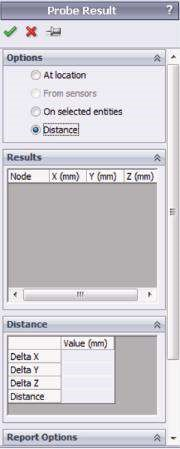 Probe Result ?
Options
At location
From sensors
On selected entities
Distance
Results
Node X (mm) Y (mm) Z (mm)
Distance
Value (mm)
Delta X
Delta Y
Delta Z
Distance
Report Options